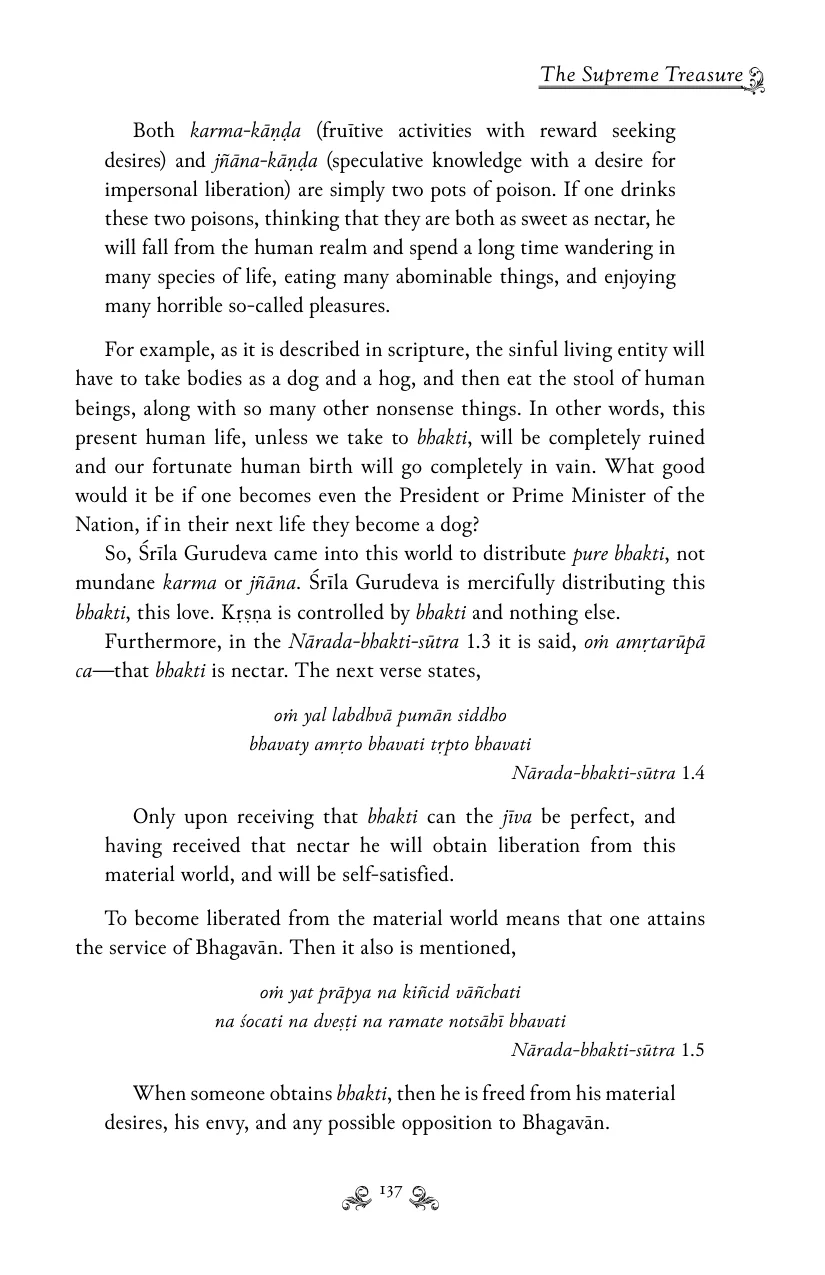 The Supreme Treasure
Both karma-kāṇḍa (fruītive activities with reward seeking
desires) and jñāna-kāṇḍa (speculative knowledge with a desire for
impersonal liberation) are simply two pots of poison. If one drinks
these two poisons, thinking that they are both as sweet as nectar, he
will fall from the human realm and spend a long time wandering in
many species of life, eating many abominable things, and enjoying
many horrible so-called pleasures.
For example, as it is described in scripture, the sinful living entity will
have to take bodies as a dog and a hog, and then eat the stool of human
beings, along with so many other nonsense things. In other words, this
present human life, unless we take to bhakti, will be completely ruined
and our fortunate human birth will go completely in vain. What good
would it be if one becomes even the President or Prime Minister of the
Nation, if in their next life they become a dog?
So, Śrīla Gurudeva came into this world to distribute pure bhakti, not
mundane karma or jñāna. Śrīla Gurudeva is mercifully distributing this
bhakti, this love. Kṛṣṇa is controlled by bhakti and nothing else.
Furthermore, in the Nārada-bhakti-sūtra 1.3 it is said, oṁ amṛtarūpā
ca—that bhakti is nectar. The next verse states,
oṁ yal labdhvā pumān siddho
bhavaty amṛto bhavati tṛpto bhavati
Nārada-bhakti-sūtra 1.4
Only upon receiving that bhakti can the jīva be perfect, and
having received that nectar he will obtain liberation from this
material world, and will be self-satisfied.
To become liberated from the material world means that one attains
the service of Bhagavān. Then it also is mentioned,
oṁ yat prāpya na kiñcid vāñchati
na śocati na dveṣṭi na ramate notsāhī bhavati
Nārada-bhakti-sūtra 1.5
When someone obtains bhakti, then he is freed from his material
desires, his envy, and any possible opposition to Bhagavān.
137